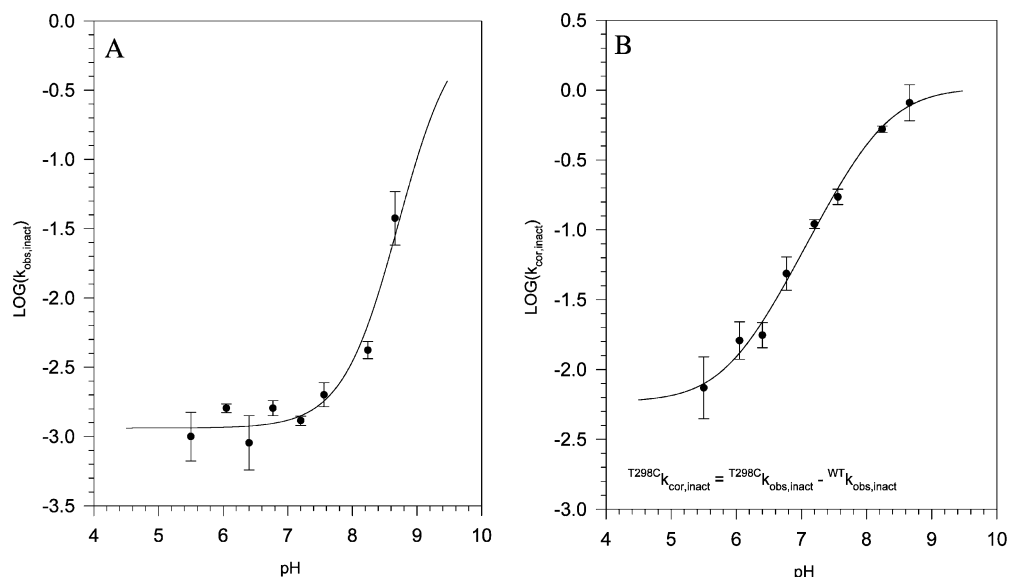 A
LOG(kobs,inact)
0.0
-0.5
-1.0
-1.5
-2.0
-2.5
-3.0
-3.5
4 5 6 7 8 9 10
pH
B
LOG(kcor,inact)
0.5
0.0
-0.5
-1.0
-1.5
-2.0
-2.5
-3.0
T298Ckcor,inact = T298Ckobs,inact - WTkobs,inact
4 5 6 7 8 9 10
pH